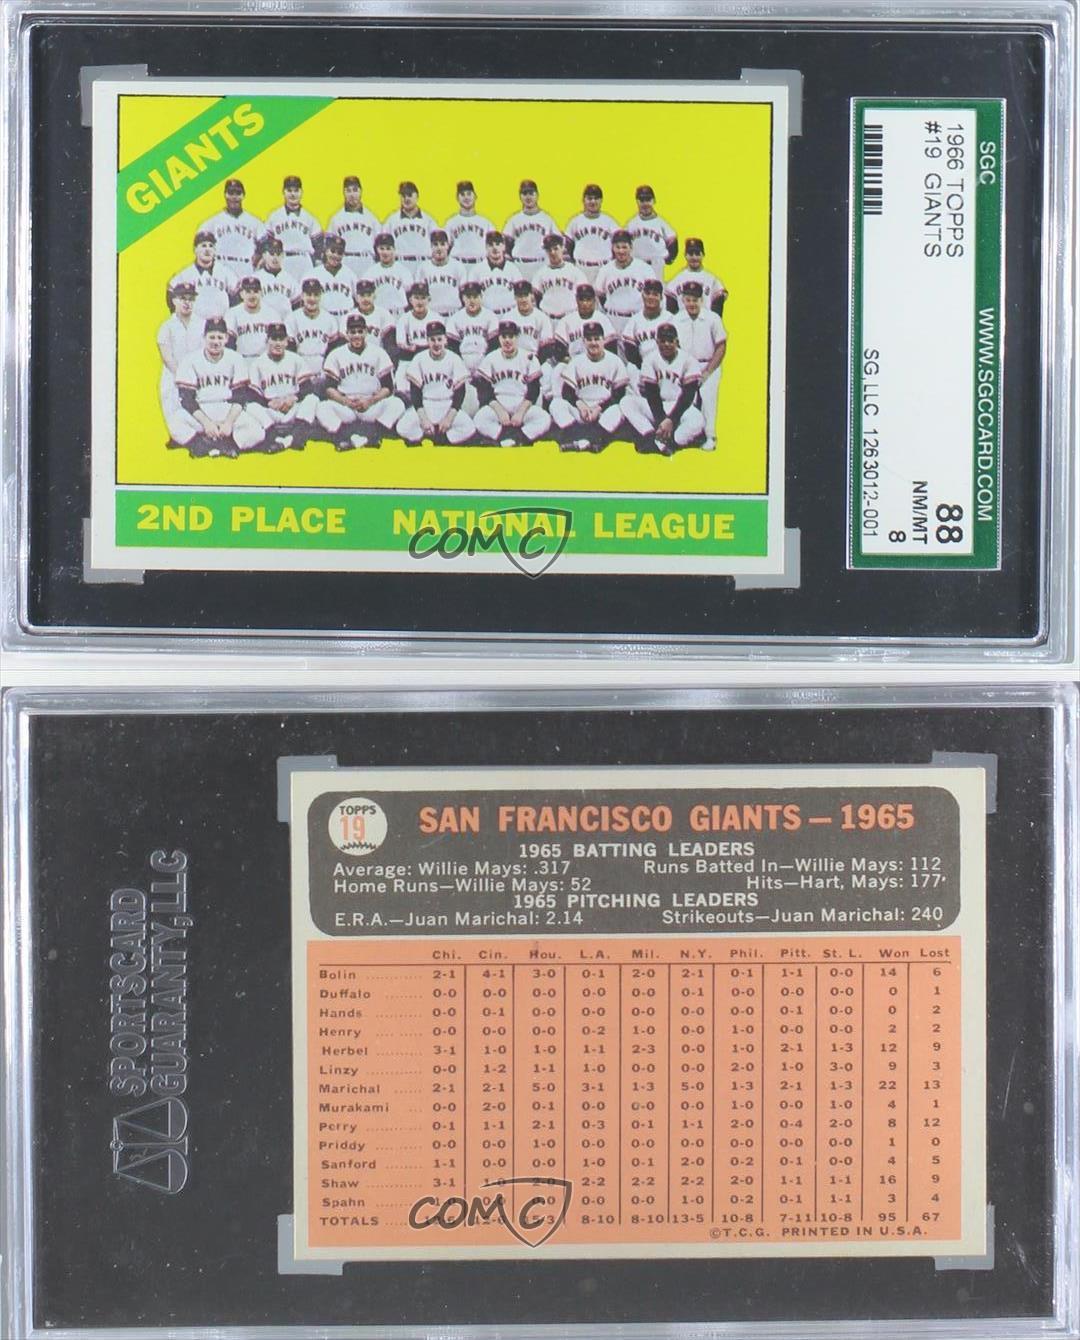 GIANTS
2ND PLACE NATIONAL LEAGUE
COMC
SGC WWW.SGCCARD.COM
1966 TOPPS 88
#19 GIANTS NM/MT 8
SG,LLC 1263012-001
SPORTSCARD
GUARANTY,LLC
TOPPS
19
SAN FRANCISCO GIANTS — 1965
1965 BATTING LEADERS
Average: Willie Mays: .317 Runs Batted In—Willie Mays: 112
Home Runs—Willie Mays: 52 Hits—Hart, Mays: 177
1965 PITCHING LEADERS
E.R.A.—Juan Marichal: 2.14 Strikeouts—Juan Marichal: 240
Chi. Cin. Hou. L.A. Mil. N.Y. Phil. Pitt. St. L. Won Lost
Bolin 2-1 4-1 3-0 0-1 2-0 2-1 0-1 1-1 0-0 14 6
Duffalo 0-0 0-0 0-0 0-0 0-0 0-1 0-0 0-0 0-0 0 1
Hands 0-0 0-1 0-0 0-0 0-0 0-0 0-0 0-1 0-0 0 2
Henry 0-0 0-0 0-0 0-2 1-0 0-0 1-0 0-0 0-0 2 2
Herbel 3-1 1-0 1-0 1-1 2-3 0-0 1-0 2-1 1-3 12 9
Linzy 0-0 1-2 1-1 1-0 0-0 0-0 2-0 1-0 3-0 9 3
Marichal 2-1 2-1 5-0 3-1 1-3 5-0 1-3 2-1 1-3 22 13
Murakami 0-0 2-0 0-1 0-0 0-0 0-0 1-0 0-0 1-0 4 1
Perry 0-1 1-1 2-1 0-3 0-1 1-1 2-0 0-4 2-0 8 12
Priddy 0-0 0-0 1-0 0-0 0-0 0-0 0-0 0-0 0-0 1 0
Sanford 1-1 0-0 0-0 1-0 0-1 2-0 0-2 0-1 0-0 4 5
Shaw 3-1 1-0 2-0 2-2 2-2 2-2 2-0 1-1 1-1 16 9
Spahn 0-0 0-0 0-0 0-0 1-0 0-2 0-1 1-1 3 4
TOTALS 8-10 8-10 13-5 10-8 7-11 10-8 95 67
©T.C.G. PRINTED IN U.S.A.
COMC